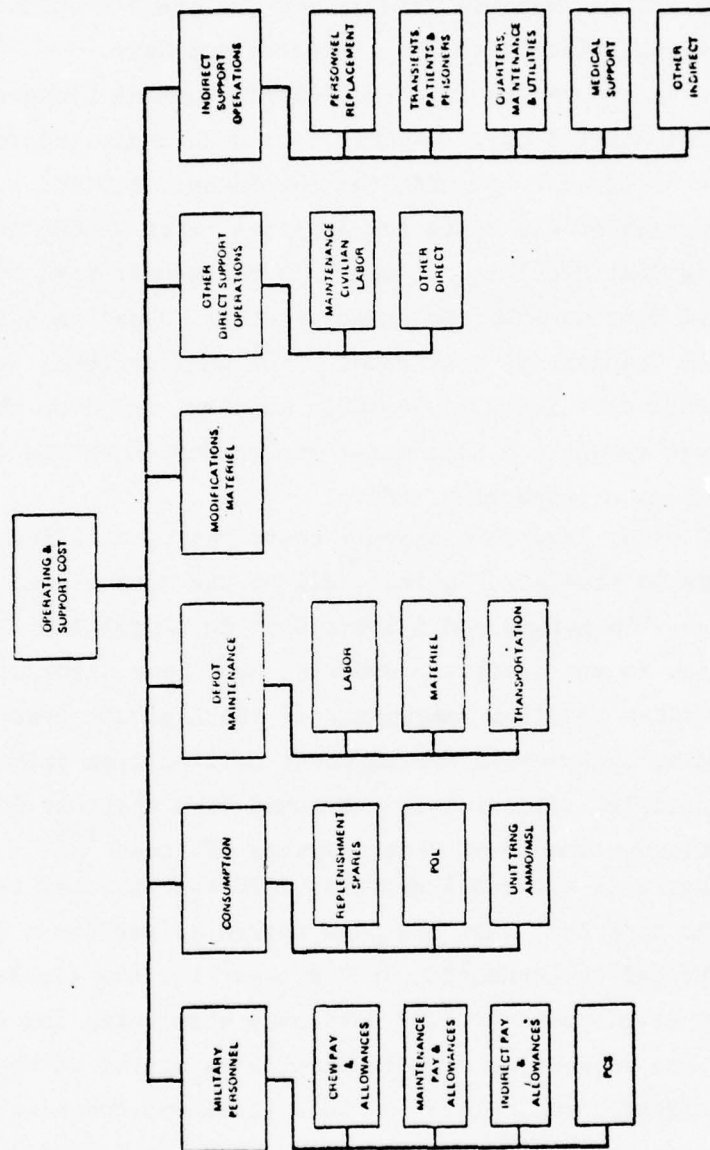 OPERATING &
SUPPORT COST
MILITARY
PERSONNEL
CREW PAY
&
ALLOWANCES
MAINTENANCE
PAY &
ALLOWANCES
INDIRECT PAY
&
ALLOWANCES*
PCS
CONSUMPTION
REPLENISHMENT
SPARES
POL
UNIT TRNG
AMMO/MSL
DEPOT
MAINTENANCE
LABOR
MATERIEL
TRANSPORTATION
MODIFICATIONS,
MATERIEL
OTHER
DIRECT SUPPORT
OPERATIONS
MAINTENANCE
CIVILIAN
LABOR
OTHER
DIRECT
INDIRECT
SUPPORT
OPERATIONS
PERSONNEL
REPLACEMENT
TRANSIENTS,
PATIENTS &
PRISONERS
QUARTERS,
MAINTENANCE
& UTILITIES
MEDICAL
SUPPORT
OTHER
INDIRECT